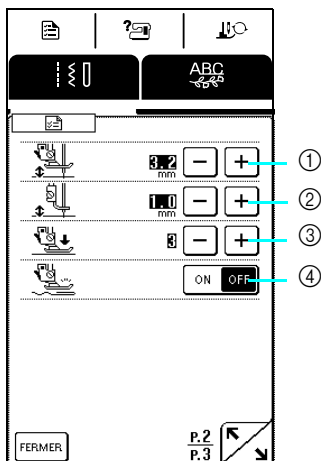 ?
ABC
3.2 mm − + ①
1.0 mm − + ②
3 − + ③
ON OFF ④
FERMER
P.2
P.3